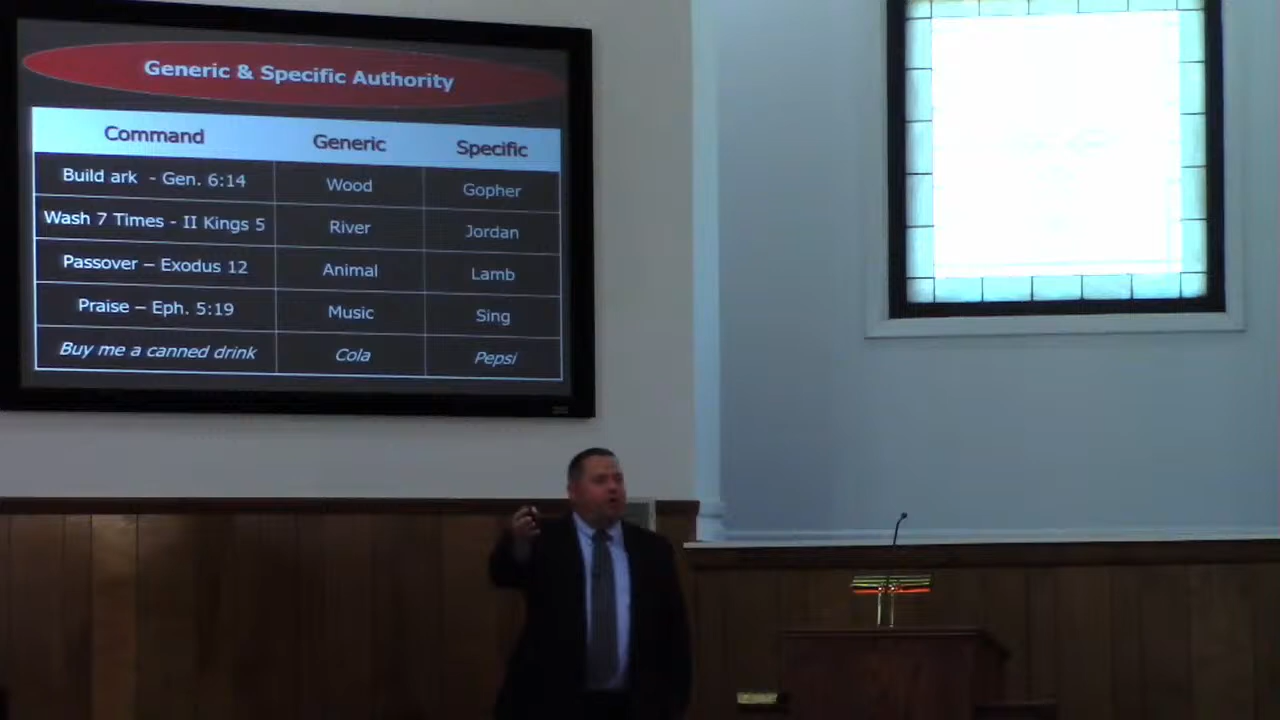 Generic & Specific Authority
Command Generic Specific
Build ark - Gen. 6:14 Wood Gopher
Wash 7 Times - II Kings 5 River Jordan
Passover – Exodus 12 Animal Lamb
Praise – Eph. 5:19 Music Sing
Buy me a canned drink Cola Pepsi